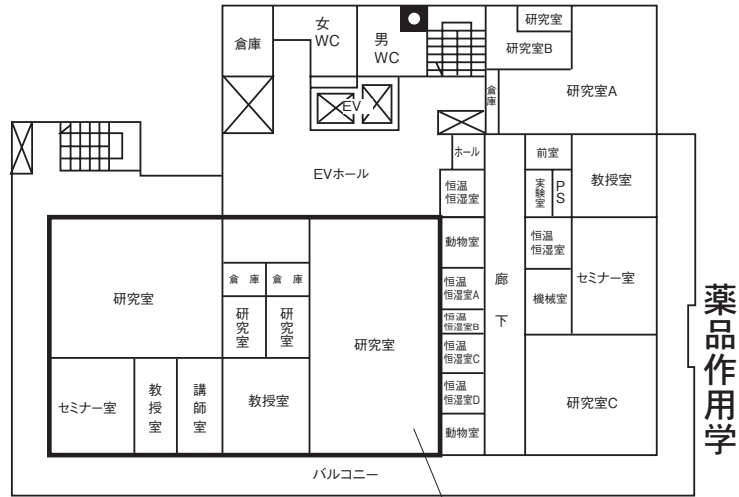 倉庫
女
WC
男
WC
EV
研究室
研究室B
倉庫
研究室A
EVホール
ホール
前室
恒温
恒湿室
実験室
PS
教授室
動物室
恒温
恒湿室
セミナー室
恒温
恒湿室A
機械室
恒温
恒湿室B
恒温
恒湿室C
恒温
恒湿室D
動物室
廊下
研究室C
研究室
倉庫
倉庫
研究室
研究室
研究室
セミナー室
教授室
講師室
教授室
バルコニー
薬品作用学